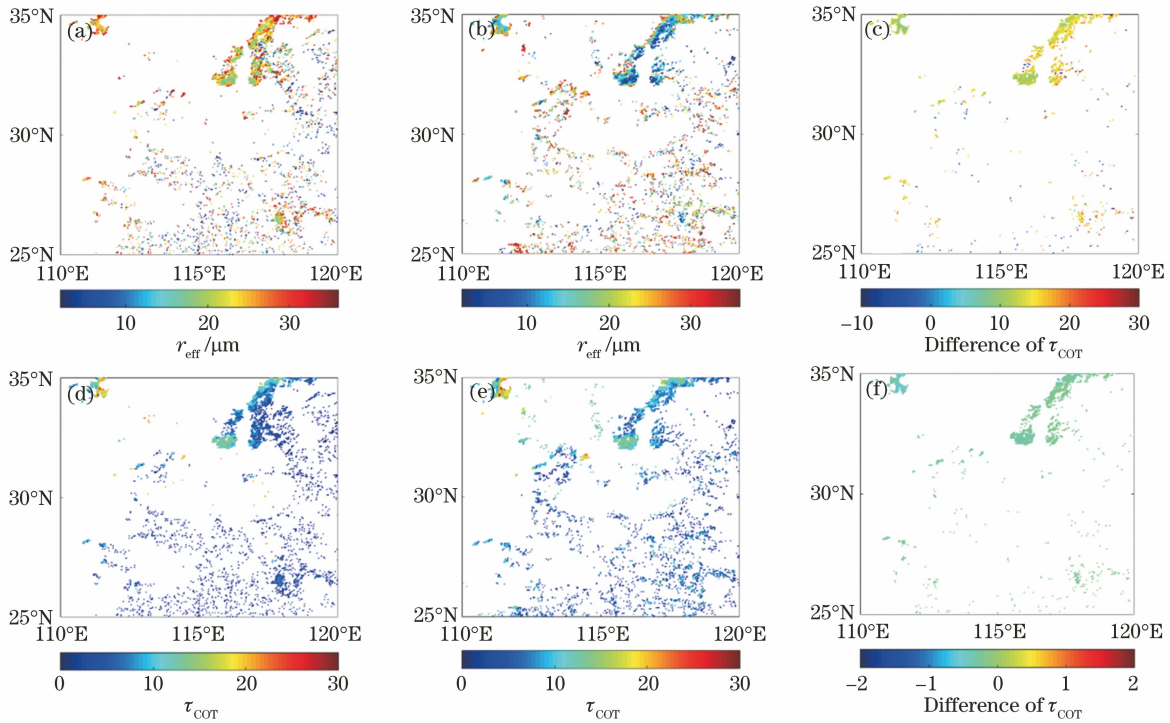 (a) (b) (c)
35°N 35°N 35°N
30°N 30°N 30°N
25°N 25°N 25°N
110°E 115°E 120°E 110°E 115°E 120°E 110°E 115°E 120°E
10 20 30 10 20 30 −10 0 10 20 30
r_eff /μm r_eff /μm Difference of τ_COT
(d) (e) (f)
35°N 35°N 35°N
30°N 30°N 30°N
25°N 25°N 25°N
110°E 115°E 120°E 110°E 115°E 120°E 110°E 115°E 120°E
0 10 20 30 0 10 20 30 −2 −1 0 1 2
τ_COT τ_COT Difference of τ_COT